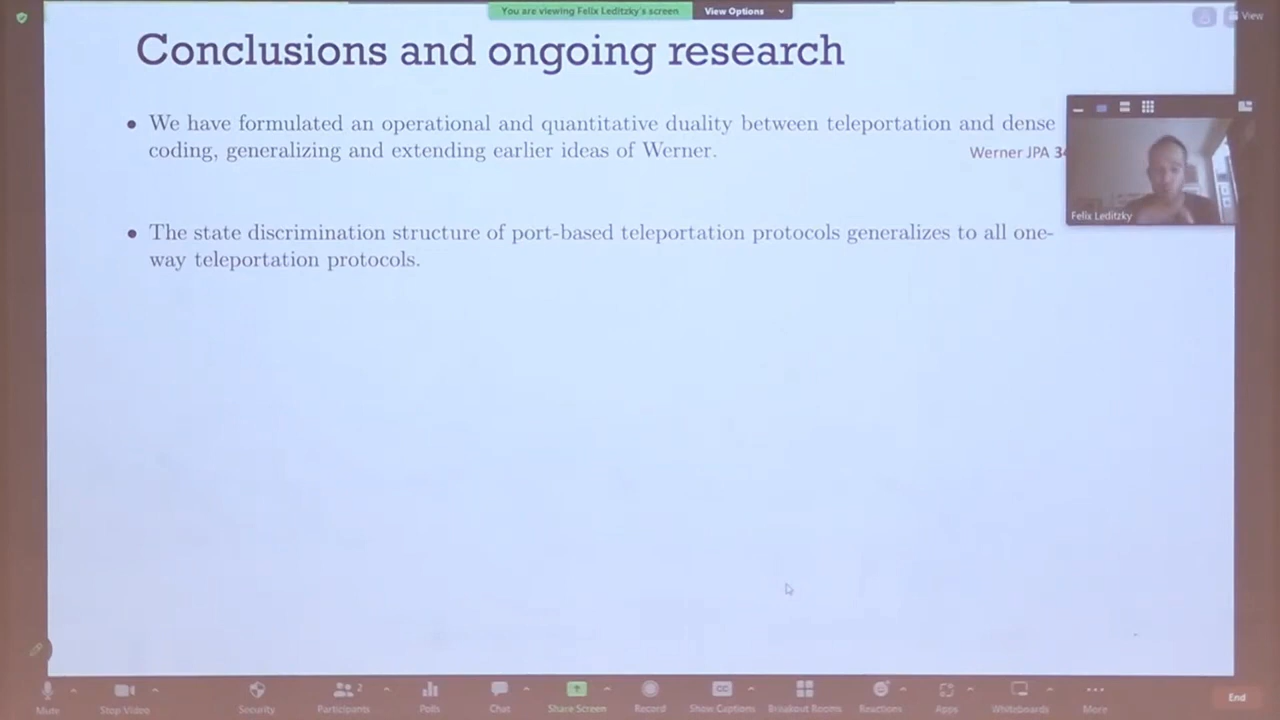 You are viewing Felix Leditzky's screen
View Options
View
Conclusions and ongoing research
• We have formulated an operational and quantitative duality between teleportation and dense
coding, generalizing and extending earlier ideas of Werner.
Werner JPA 34
Felix Leditzky
• The state discrimination structure of port-based teleportation protocols generalizes to all one-
way teleportation protocols.
Mute
Stop Video
Security
Participants
2
Polls
Chat
Share Screen
Record
CC
Show Captions
Breakout Rooms
Reactions
Apps
Whiteboards
More
End